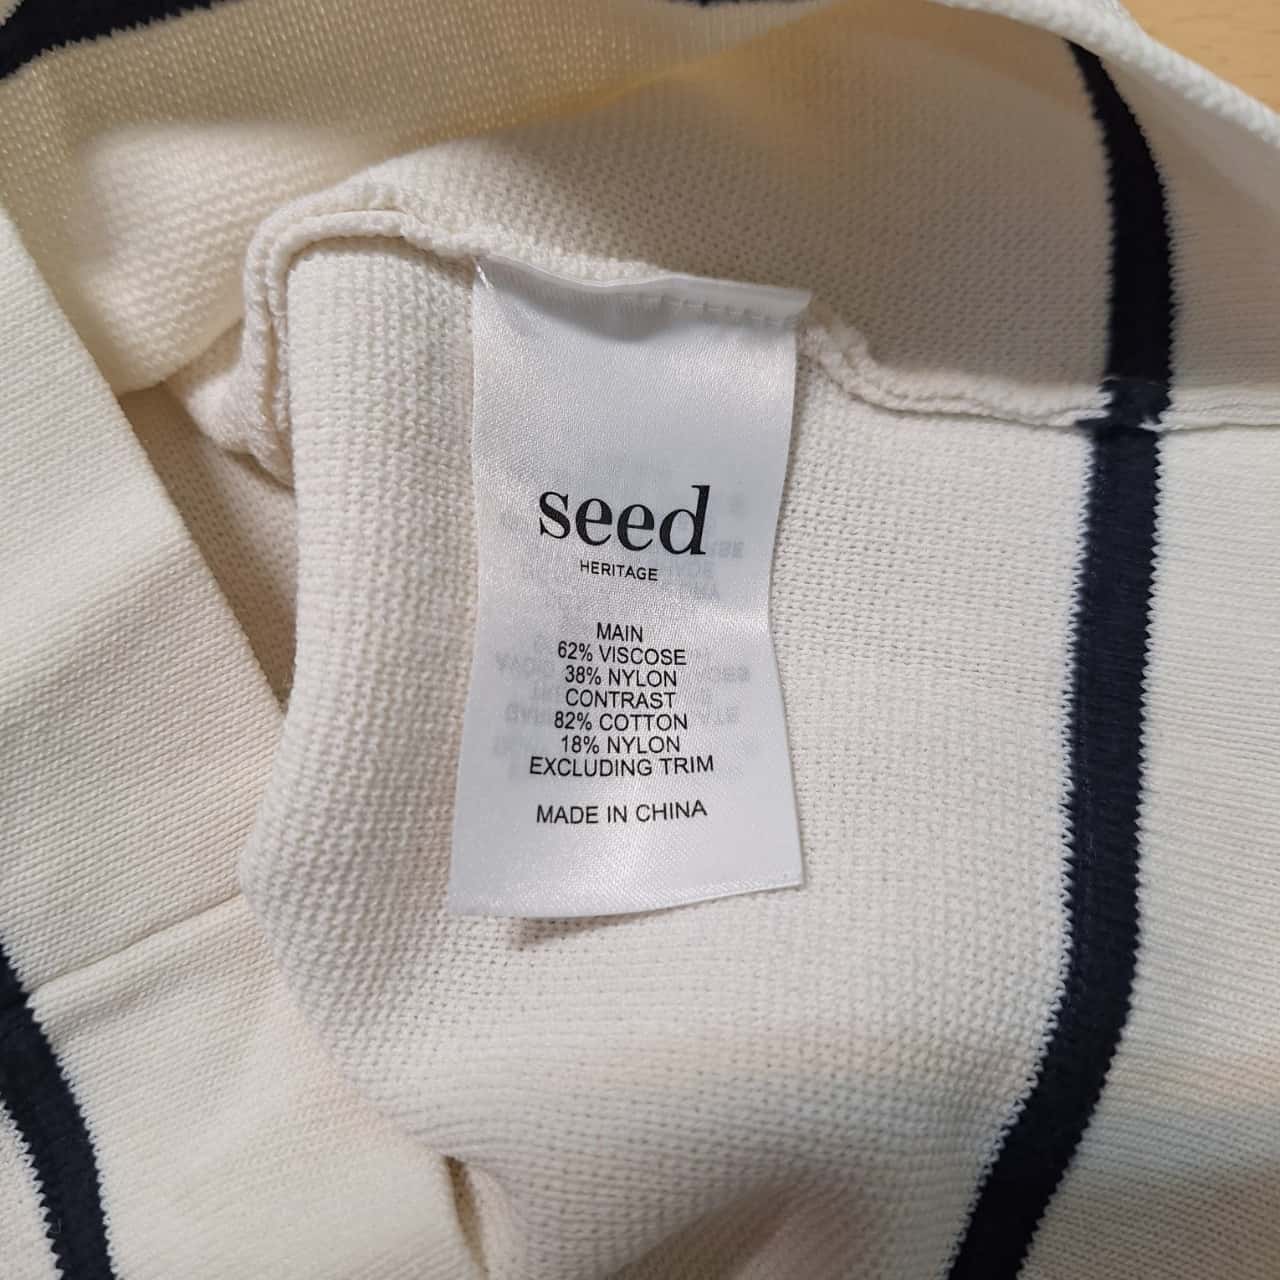 seed
HERITAGE
MAIN
62% VISCOSE
38% NYLON
CONTRAST
82% COTTON
18% NYLON
EXCLUDING TRIM
MADE IN CHINA